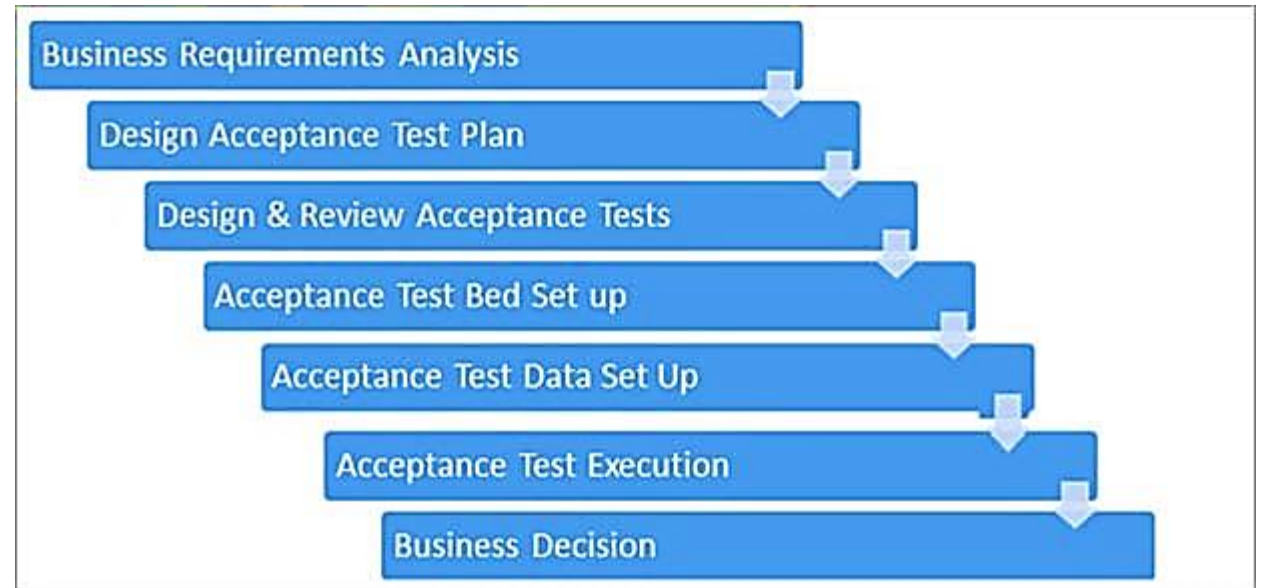 Business Requirements Analysis
Design Acceptance Test Plan
Design & Review Acceptance Tests
Acceptance Test Bed Set up
Acceptance Test Data Set Up
Acceptance Test Execution
Business Decision